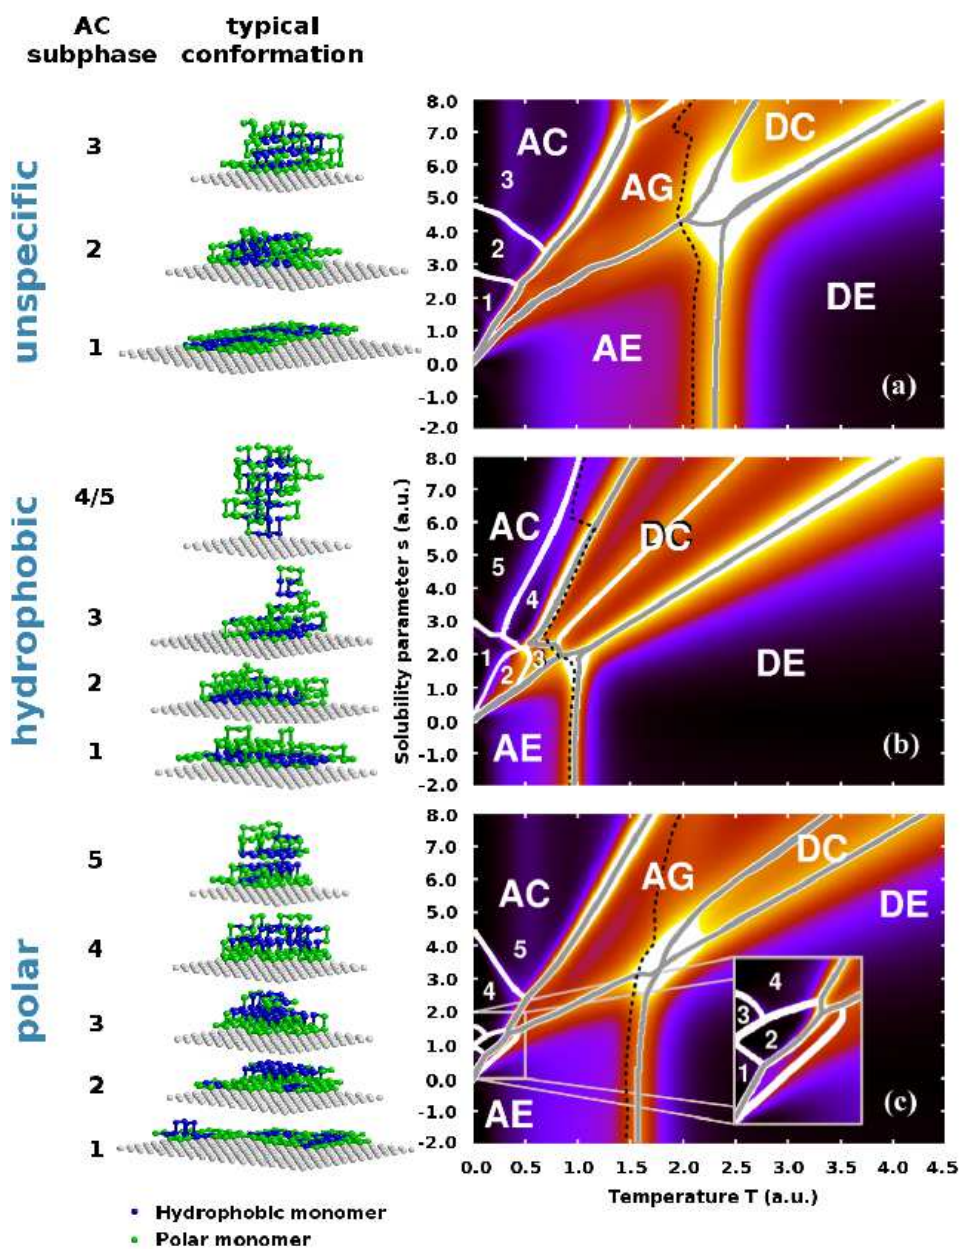 AC subphase
typical conformation
unspecific
3
2
1
hydrophobic
4/5
3
2
1
polar
5
4
3
2
1
Hydrophobic monomer
Polar monomer
Solubility parameter s (a.u.)
8.0
7.0
6.0
5.0
4.0
3.0
2.0
1.0
0.0
-1.0
-2.0
AC
3
2
1
AG
DC
AE
DE
(a)
8.0
7.0
6.0
5.0
4.0
3.0
2.0
1.0
0.0
-1.0
-2.0
AC
5
4
1
2
3
DC
DE
AE
(b)
8.0
7.0
6.0
5.0
4.0
3.0
2.0
1.0
0.0
-1.0
-2.0
AC
5
4
AG
DC
DE
AE
4
3
2
1
(c)
0.0 0.5 1.0 1.5 2.0 2.5 3.0 3.5 4.0 4.5
Temperature T (a.u.)